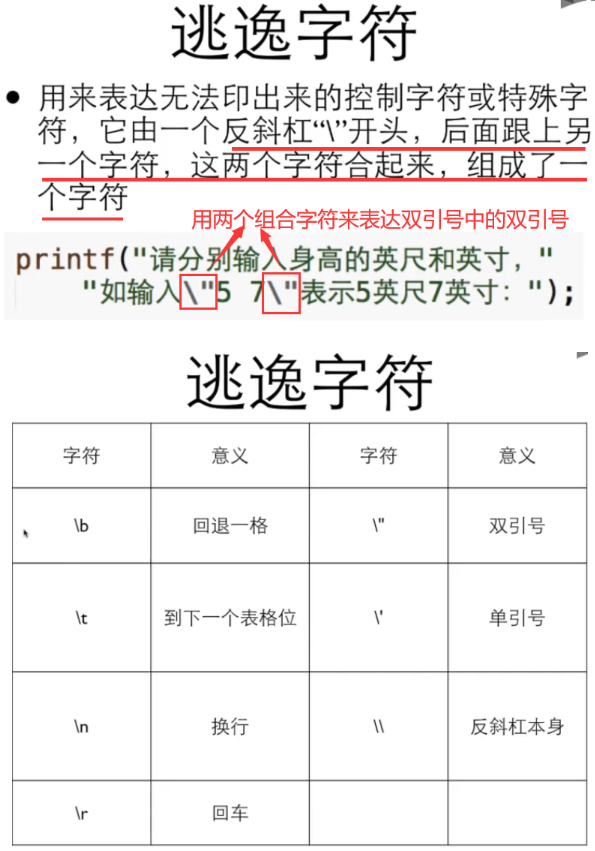 逃逸字符
• 用来表达无法印出来的控制字符或特殊字
符，它由一个反斜杠“\”开头，后面跟上另
一个字符，这两个字符合起来，组成了一
个字符
用两个组合字符来表达双引号中的双引号
printf("请分别输入身高的英尺和英寸，"
"如输入\"5 7\"表示5英尺7英寸：");
逃逸字符
字符 意义 字符 意义
\b 回退一格 \" 双引号
\t 到下一个表格位 \' 单引号
\n 换行 \\ 反斜杠本身
\r 回车